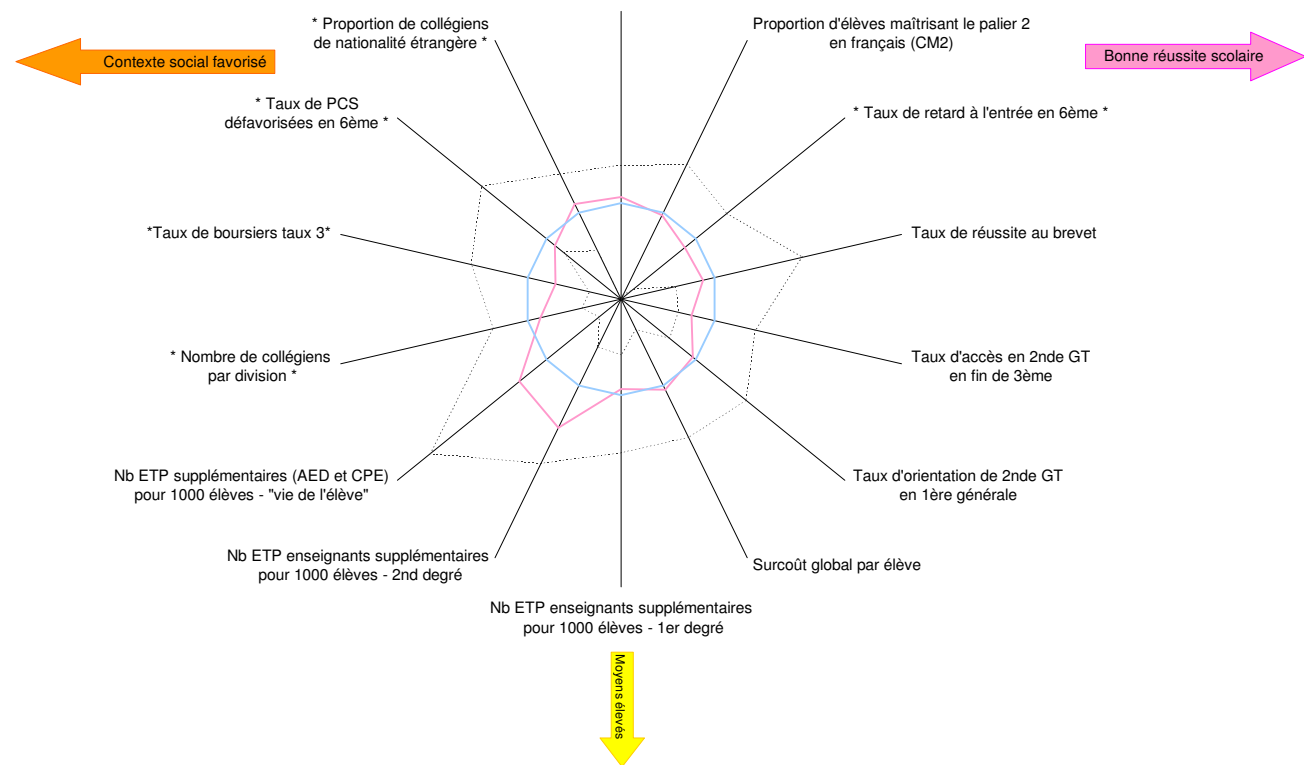 * Proportion de collégiens
de nationalité étrangère *
Proportion d'élèves maîtrisant le palier 2
en français (CM2)
Contexte social favorisé
Bonne réussite scolaire
* Taux de PCS
défavorisées en 6ème *
* Taux de retard à l'entrée en 6ème *
*Taux de boursiers taux 3*
Taux de réussite au brevet
* Nombre de collégiens
par division *
Taux d'accès en 2nde GT
en fin de 3ème
Nb ETP supplémentaires (AED et CPE)
pour 1000 élèves - "vie de l'élève"
Taux d'orientation de 2nde GT
en 1ère générale
Nb ETP enseignants supplémentaires
pour 1000 élèves - 2nd degré
Surcoût global par élève
Nb ETP enseignants supplémentaires
pour 1000 élèves - 1er degré
Moyens élevés